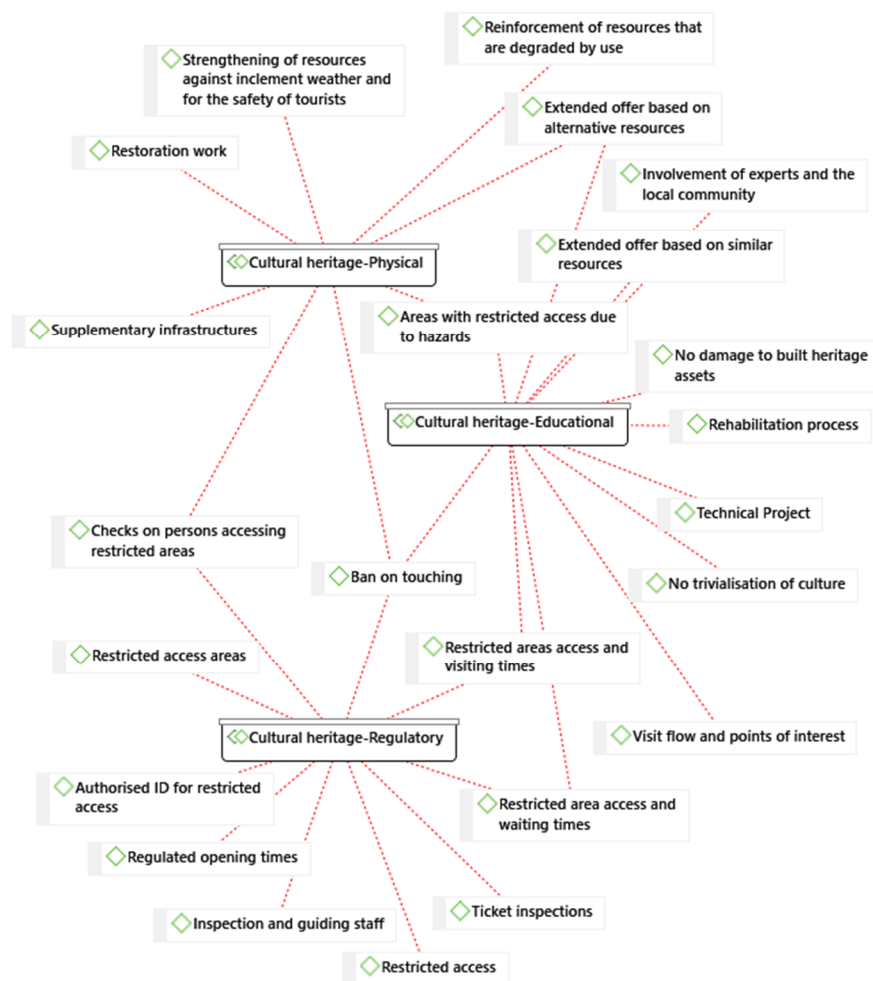 Reinforcement of resources that
are degraded by use
Strengthening of resources
against inclement weather and
for the safety of tourists
Extended offer based on
alternative resources
Restoration work
Involvement of experts and the
local community
Extended offer based on similar
resources
Cultural heritage-Physical
Areas with restricted access due
to hazards
Supplementary infrastructures
No damage to built heritage
assets
Cultural heritage-Educational
Rehabilitation process
Technical Project
Checks on persons accessing
restricted areas
Ban on touching
No trivialisation of culture
Restricted access areas
Restricted areas access and
visiting times
Cultural heritage-Regulatory
Visit flow and points of interest
Authorised ID for restricted
access
Restricted area access and
waiting times
Regulated opening times
Inspection and guiding staff
Ticket inspections
Restricted access